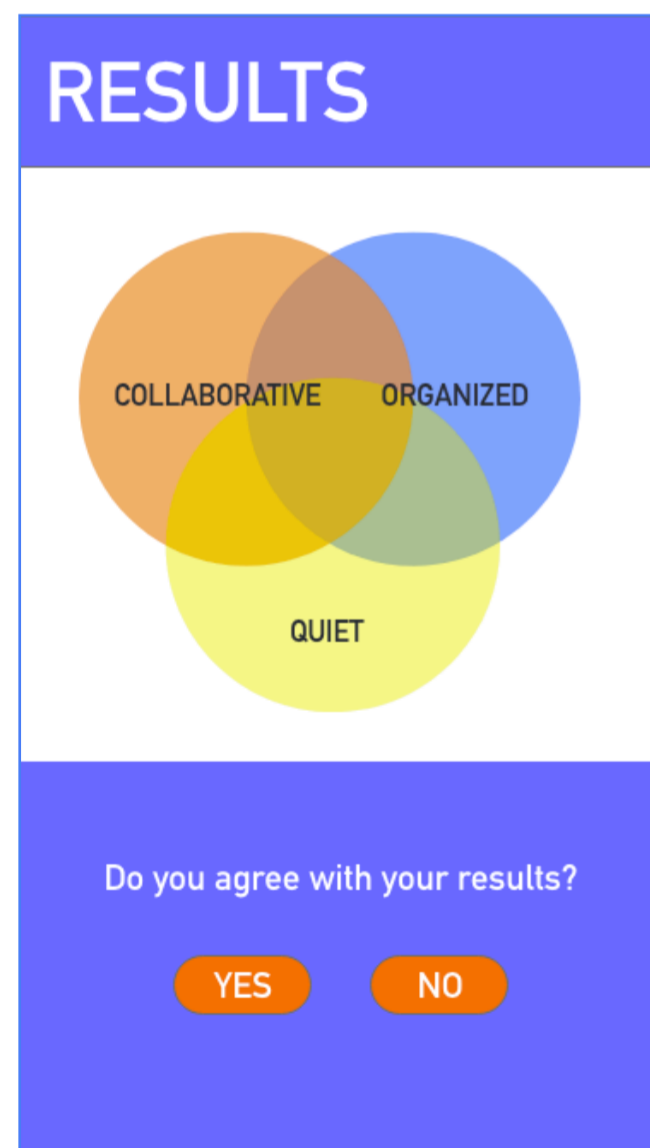 RESULTS
COLLABORATIVE ORGANIZED
QUIET
Do you agree with your results?
YES NO